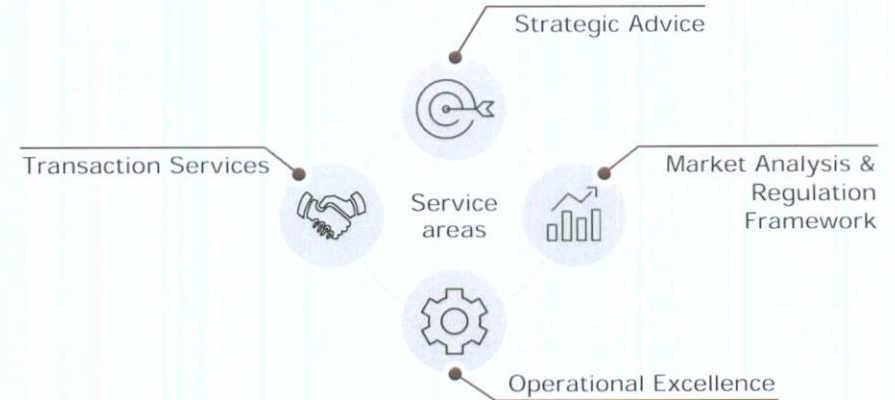 Strategic Advice
Transaction Services
Market Analysis &
Regulation
Framework
Service
areas
Operational Excellence